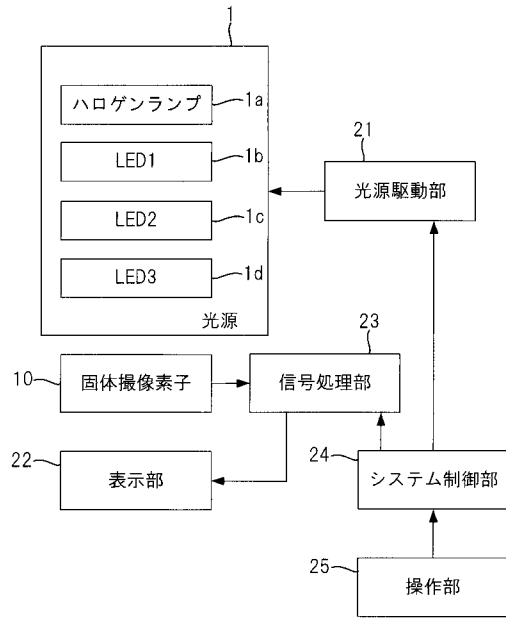 1
ハロゲンランプ
1a
LED1
1b
LED2
1c
LED3
1d
光源
21
光源駆動部
10
固体撮像素子
23
信号処理部
22
表示部
24
システム制御部
25
操作部